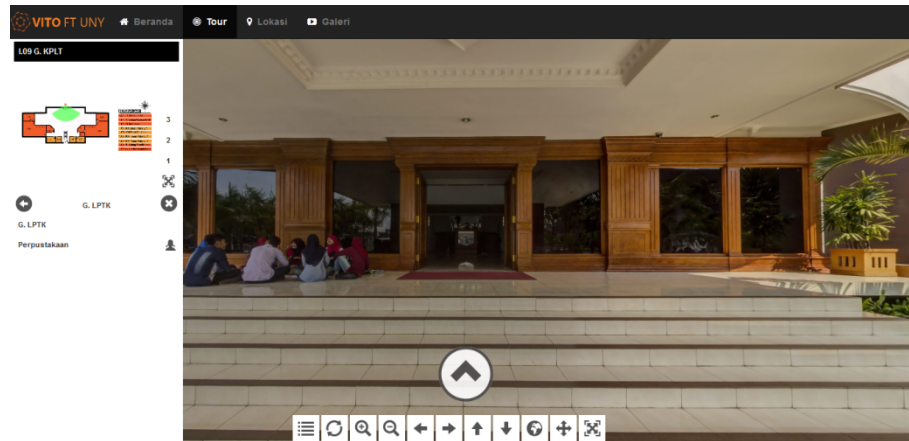 VITO FT UNY Beranda Tour Lokasi Galeri
L09 G. KPLT
3
2
1
G. LPTK
G. LPTK
Perpustakaan